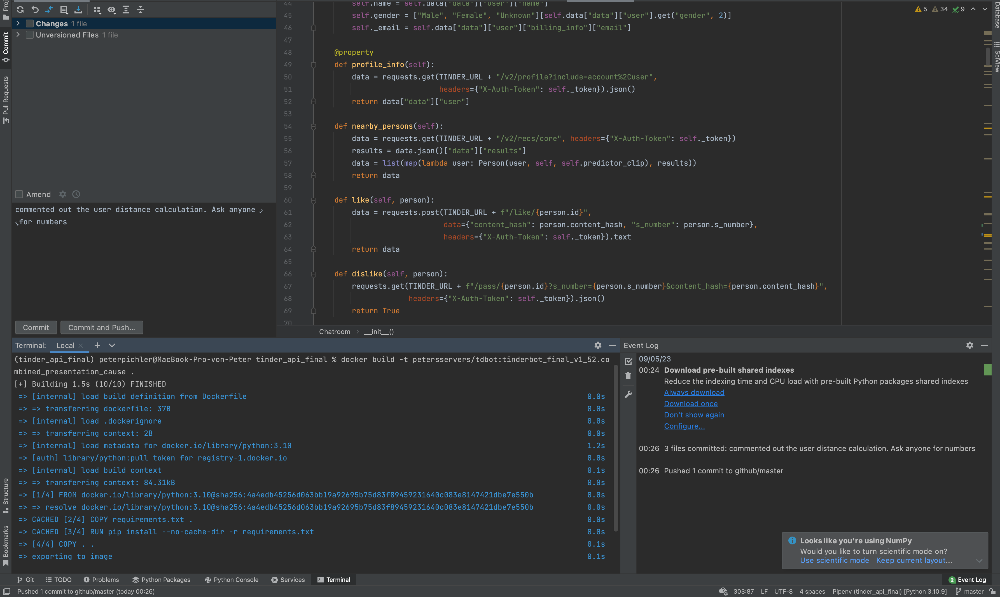 Proj
Commit
Pull Requests
Structure
Bookmarks
Changes 1 file
Unversioned Files 1 file
Amend
commented out the user distance calculation. Ask anyone
for numbers
Commit
Commit and Push...
44 self.name = self.data["data"]["user"]["name"]
45 self.gender = ["Male", "Female", "Unknown"][self.data["data"]["user"].get("gender", 2)]
46 self._email = self.data["data"]["user"]["billing_info"]["email"]
47
48 @property
49 def profile_info(self):
50 data = requests.get(TINDER_URL + "/v2/profile?include=account%2Cuser",
51 headers={"X-Auth-Token": self._token}).json()
52 return data["data"]["user"]
53
54 def nearby_persons(self):
55 data = requests.get(TINDER_URL + "/v2/recs/core", headers={"X-Auth-Token": self._token})
56 results = data.json()["data"]["results"]
57 data = list(map(lambda user: Person(user, self, self.predictor_clip), results))
58 return data
59
60 def like(self, person):
61 data = requests.post(TINDER_URL + f"/like/{person.id}",
62 data={"content_hash": person.content_hash, "s_number": person.s_number},
63 headers={"X-Auth-Token": self._token}).text
64 return data
65
66 def dislike(self, person):
67 requests.get(TINDER_URL + f"/pass/{person.id}?s_number={person.s_number}&content_hash={person.content_hash}",
68 headers={"X-Auth-Token": self._token}).json()
69 return True
70
5 34 9
Database
SciView
Chatroom > __init__()
Terminal: Local × +
(tinder_api_final) peterpichler@MacBook-Pro-von-Peter tinder_api_final % docker build -t petersservers/tdbot:tinderbot_final_v1_52.co
mbined_presentation_cause .
[+] Building 1.5s (10/10) FINISHED
=> [internal] load build definition from Dockerfile 0.0s
=> => transferring dockerfile: 37B 0.0s
=> [internal] load .dockerignore 0.0s
=> => transferring context: 2B 0.0s
=> [internal] load metadata for docker.io/library/python:3.10 1.2s
=> [auth] library/python:pull token for registry-1.docker.io 0.0s
=> [internal] load build context 0.1s
=> => transferring context: 84.31kB 0.0s
=> [1/4] FROM docker.io/library/python:3.10@sha256:4a4edb45256d063bb19a92695b75d83f89459231640c083e8147421dbe7e550b 0.0s
=> => resolve docker.io/library/python:3.10@sha256:4a4edb45256d063bb19a92695b75d83f89459231640c083e8147421dbe7e550b 0.0s
=> CACHED [2/4] COPY requirements.txt . 0.0s
=> CACHED [3/4] RUN pip install --no-cache-dir -r requirements.txt 0.0s
=> [4/4] COPY . . 0.1s
=> exporting to image 0.1s
Event Log
09/05/23
00:24 Download pre-built shared indexes
Reduce the indexing time and CPU load with pre-built Python packages shared indexes
Always download
Download once
Don't show again
Configure...
00:26 3 files committed: commented out the user distance calculation. Ask anyone for numbers
00:26 Pushed 1 commit to github/master
Looks like you're using NumPy
Would you like to turn scientific mode on?
Use scientific mode Keep current layout...
Git TODO Problems Python Packages Python Console Services Terminal 2 Event Log
Pushed 1 commit to github/master (today 00:26) 303:87 LF UTF-8 4 spaces Pipenv (tinder_api_final) [Python 3.10.9] master